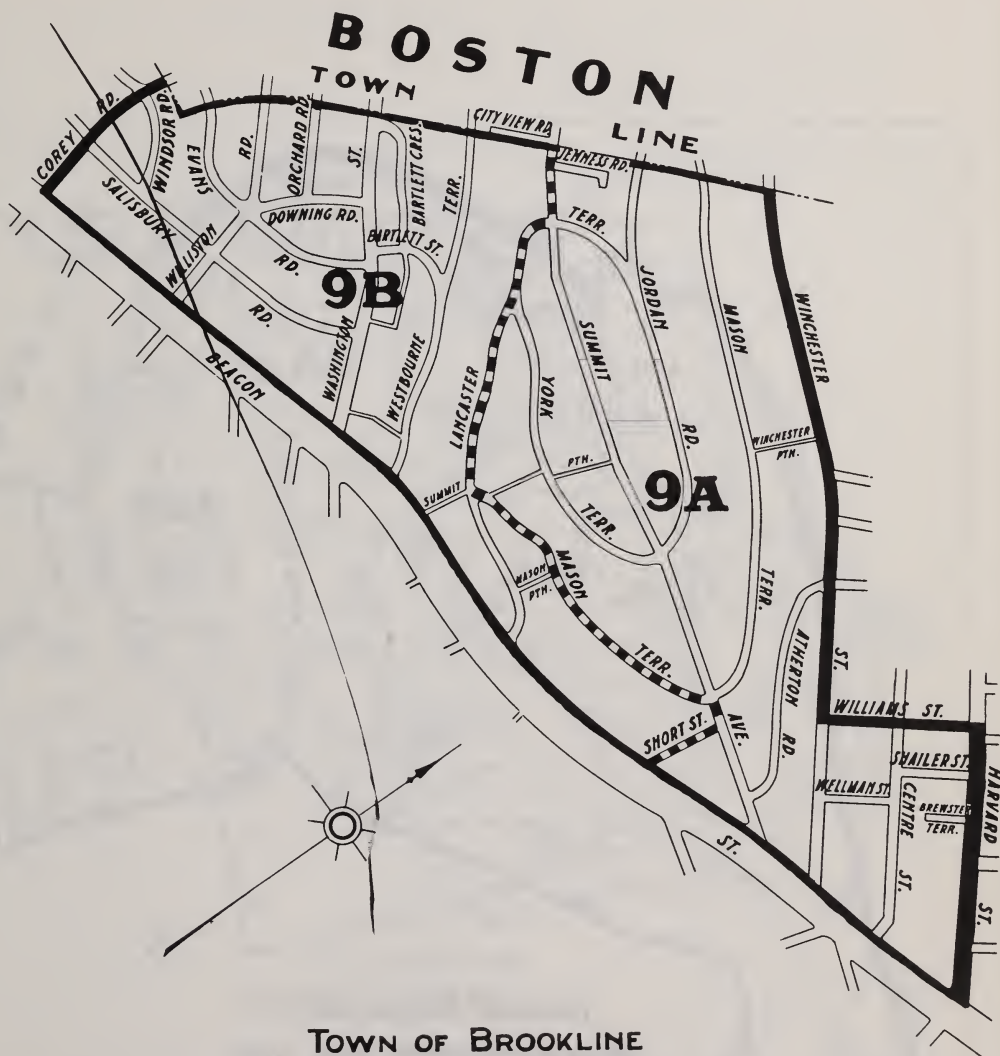 BOSTON
TOWN LINE
CITY VIEW RD.
JENNESS RD.
COREY RD.
WINDSOR RD.
EVANS RD.
ORCHARD RD.
ST.
BARTLETT CRES.
TERR.
TERR.
SALISBURY
WILLISTON
DOWNING RD.
BARTLETT ST.
RD.
RD.
9B
WASHINGTON
WESTBOURNE
LANCASTER
YORK
SUMMIT
JORDAN
RD.
MASON
WINCHESTER
WINCHESTER
PTH.
BEACON
SUMMIT
PTH.
9A
TERR.
MASON
PTH.
MASON
TERR.
TERR.
ATHERTON
RD.
ST.
WILLIAMS ST.
SHORT ST.
AVE.
SHAILER ST.
WELLMAN ST.
CENTRE
ST.
BREWSTER
TERR.
HARVARD
ST.
ST.
TOWN OF BROOKLINE